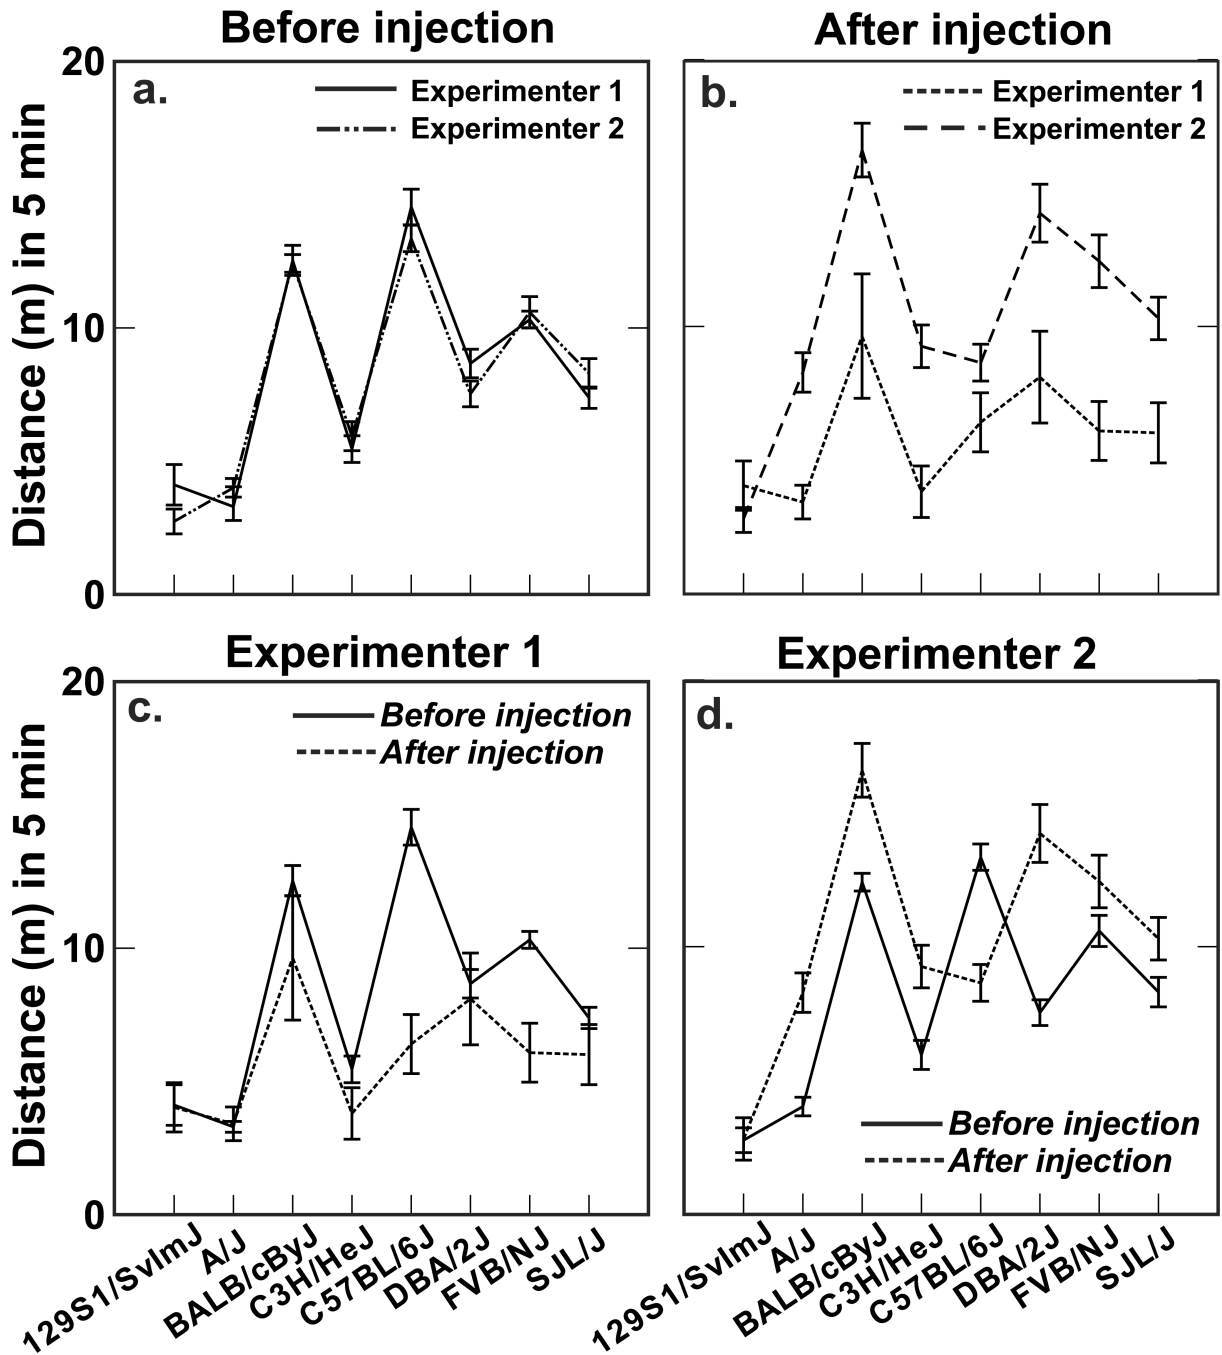 Before injection
After injection
20
a.
Experimenter 1
Experimenter 2
b.
Experimenter 1
Experimenter 2
Distance (m) in 5 min
10
0
Experimenter 1
Experimenter 2
20
c.
Before injection
After injection
d.
Distance (m) in 5 min
10
Before injection
After injection
0
129S1/SvImJ
A/J
BALB/cByJ
C3H/HeJ
C57BL/6J
DBA/2J
FVB/NJ
SJL/J
129S1/SvImJ
A/J
BALB/cByJ
C3H/HeJ
C57BL/6J
DBA/2J
FVB/NJ
SJL/J